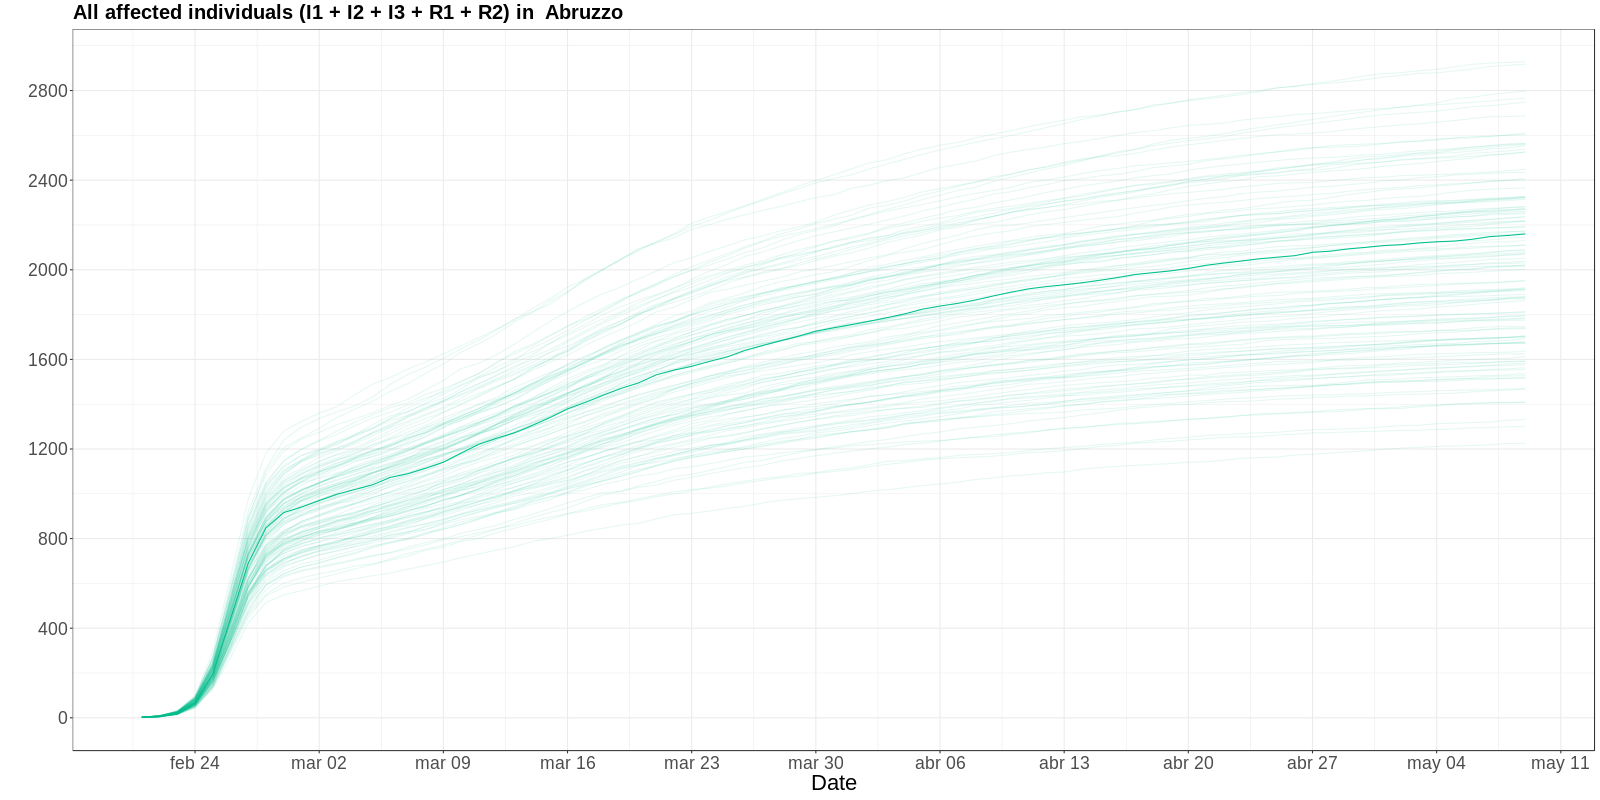 All affected individuals (I1 + I2 + I3 + R1 + R2) in  Abruzzo
2800
2400
2000
1600
1200
800
400
0
feb 24 mar 02 mar 09 mar 16 mar 23 mar 30 abr 06 abr 13 abr 20 abr 27 may 04 may 11
Date